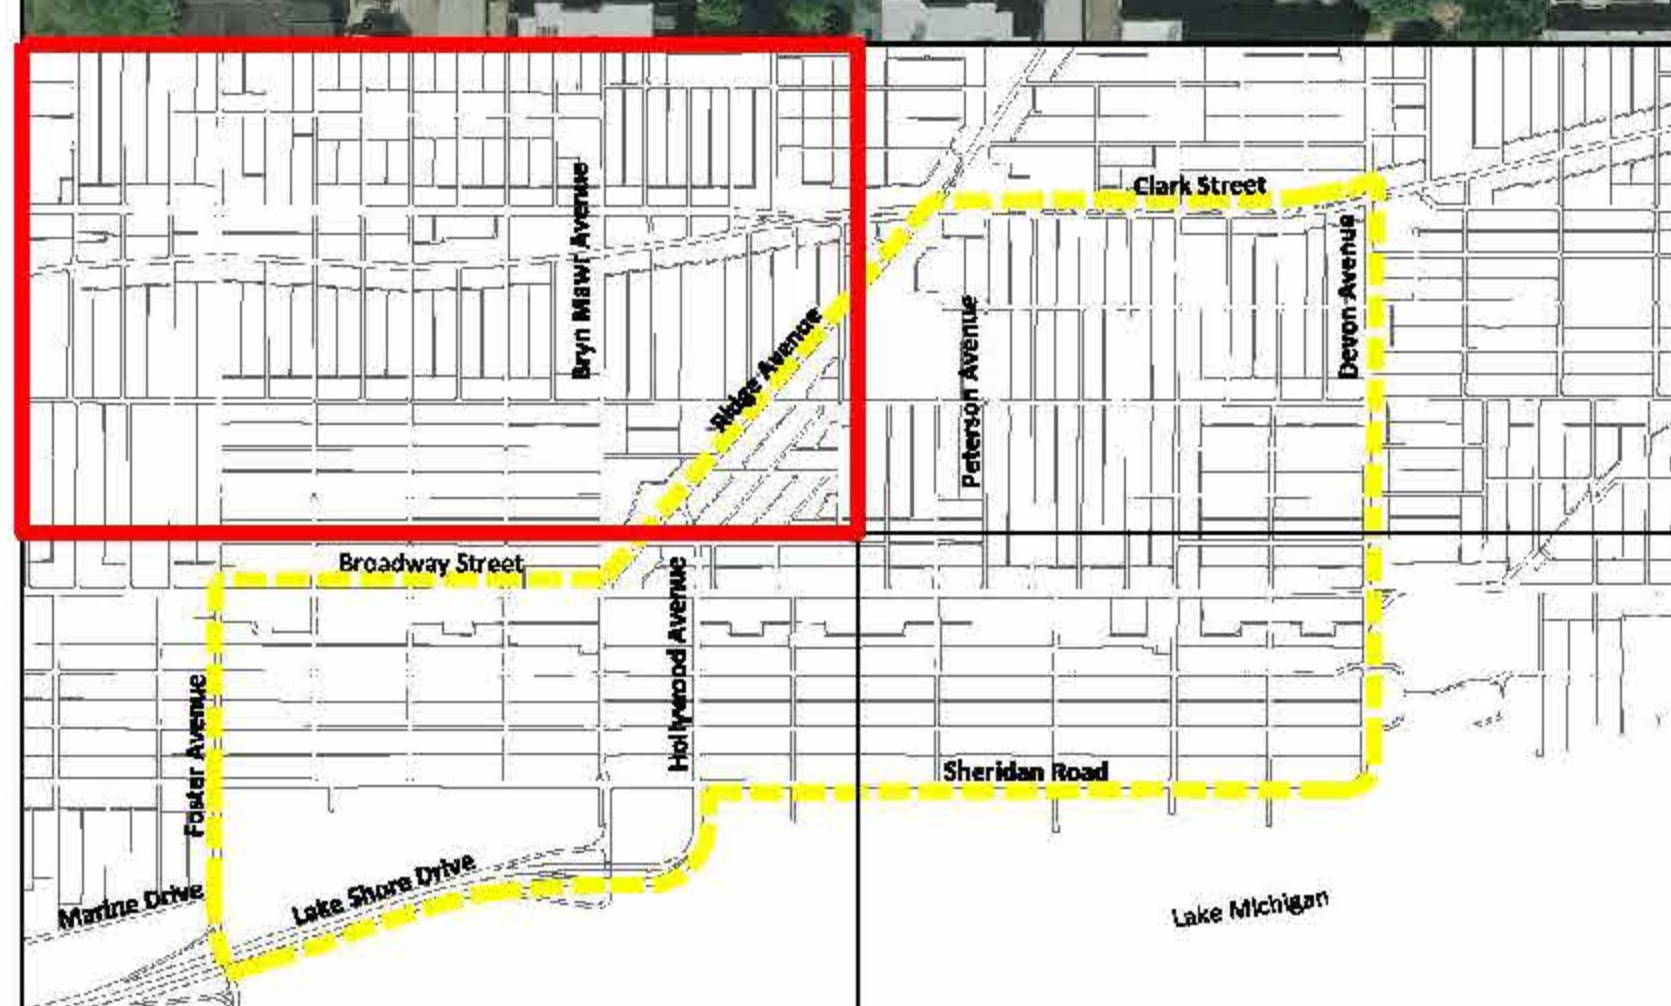 Clark Street
Bryn Mawr Avenue
Devon Avenue
Ridge Avenue
Peterson Avenue
Broadway Street
Hollywood Avenue
Foster Avenue
Sheridan Road
Lake Shore Drive
Marine Drive
Lake Michigan